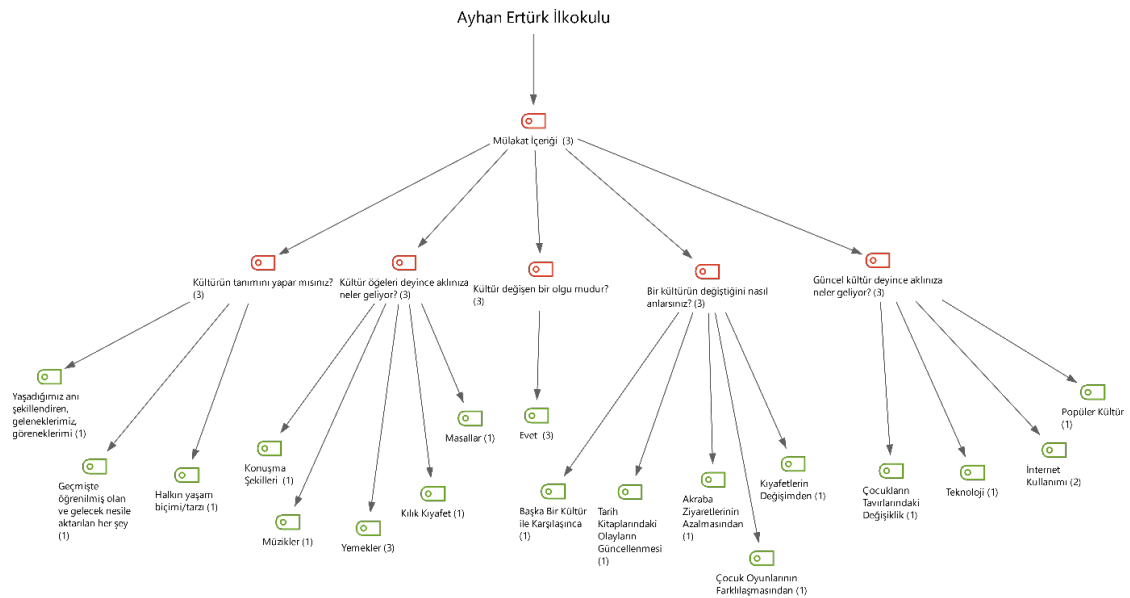 Ayhan Ertürk İlkokulu
Mülakat İçeriği (3)
Kültürün tanımını yapar mısınız?
(3)
Kültür öğeleri deyince aklınıza
neler geliyor? (3)
Kültür değişen bir olgu mudur?
(3)
Bir kültürün değiştiğini nasıl
anlarsınız? (3)
Güncel kültür deyince aklınıza
neler geliyor? (3)
Yaşadığımız anı
şekillendiren,
geleneklerimiz,
göreneklerimi (1)
Geçmişte
öğrenilmiş olan
ve gelecek nesile
aktarılan her şey
(1)
Halkın yaşam
biçimi/tarzı (1)
Konuşma
Şekilleri (1)
Müzikler (1)
Yemekler (3)
Kılık Kıyafet (1)
Masallar (1)
Evet (3)
Başka Bir Kültür
ile Karşılaşınca
(1)
Tarih
Kitaplarındaki
Olayların
Güncellenmesi
(1)
Akraba
Ziyaretlerinin
Azalmasından
(1)
Çocuk Oyunlarının
Farklılaşmasından (1)
Kıyafetlerin
Değişimden (1)
Çocukların
Tavırlarındaki
Değişiklik (1)
Teknoloji (1)
İnternet
Kullanımı (2)
Popüler Kültür
(1)